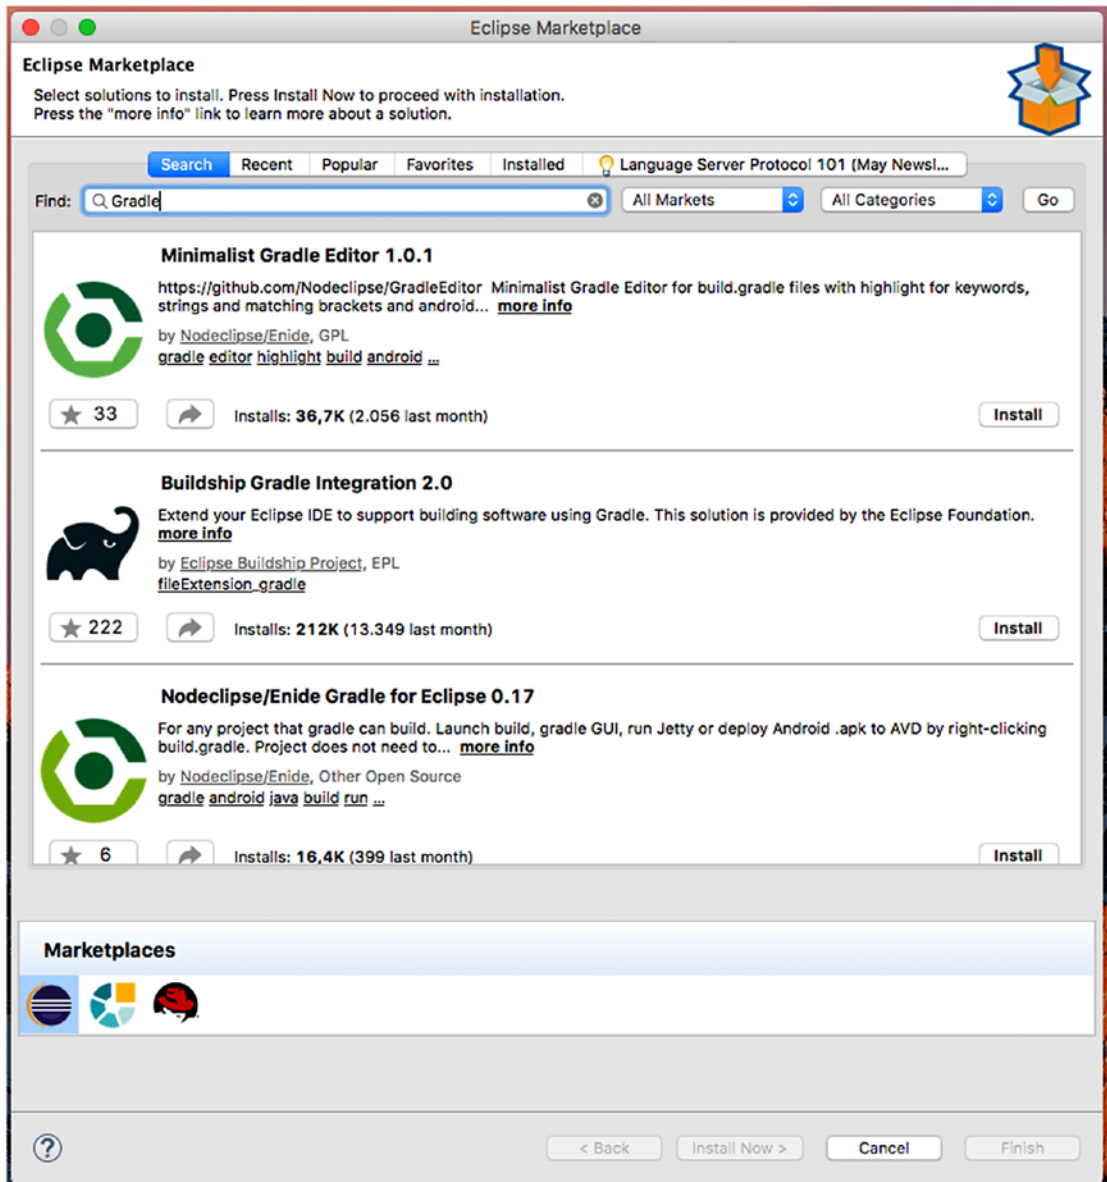 Eclipse Marketplace
Eclipse Marketplace
Select solutions to install. Press Install Now to proceed with installation.
Press the "more info" link to learn more about a solution.
Search Recent Popular Favorites Installed Language Server Protocol 101 (May Newsl...
Find: Gradle All Markets All Categories Go
Minimalist Gradle Editor 1.0.1
https://github.com/Nodeclipse/GradleEditor Minimalist Gradle Editor for build.gradle files with highlight for keywords,
strings and matching brackets and android... more info
by Nodeclipse/Enide, GPL
gradle editor highlight build android ...
33 Installs: 36,7K (2.056 last month) Install
Buildship Gradle Integration 2.0
Extend your Eclipse IDE to support building software using Gradle. This solution is provided by the Eclipse Foundation.
more info
by Eclipse Buildship Project, EPL
fileExtension_gradle
222 Installs: 212K (13.349 last month) Install
Nodeclipse/Enide Gradle for Eclipse 0.17
For any project that gradle can build. Launch build, gradle GUI, run Jetty or deploy Android .apk to AVD by right-clicking
build.gradle. Project does not need to... more info
by Nodeclipse/Enide, Other Open Source
gradle android java build run ...
6 Installs: 16,4K (399 last month) Install
Marketplaces
? < Back Install Now > Cancel Finish